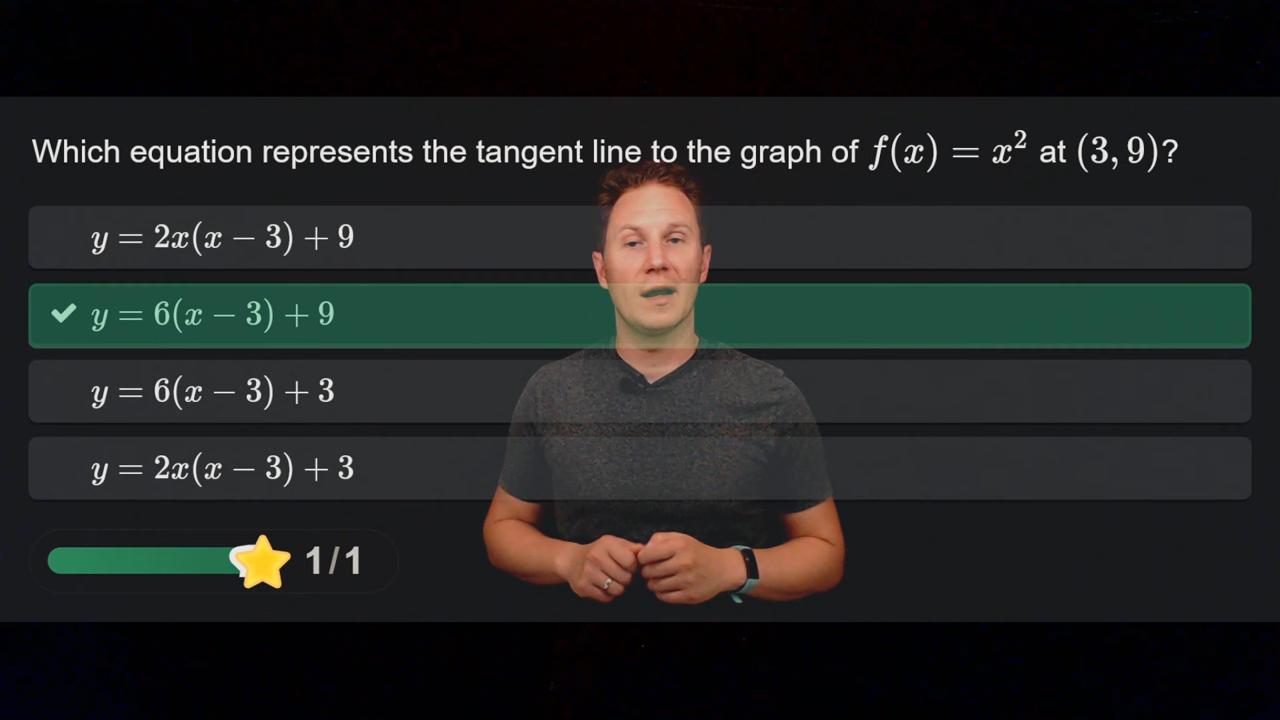 Which equation represents the tangent line to the graph of f(x) = x² at (3, 9)?
y = 2x(x − 3) + 9
y = 6(x − 3) + 9
y = 6(x − 3) + 3
y = 2x(x − 3) + 3
1/1